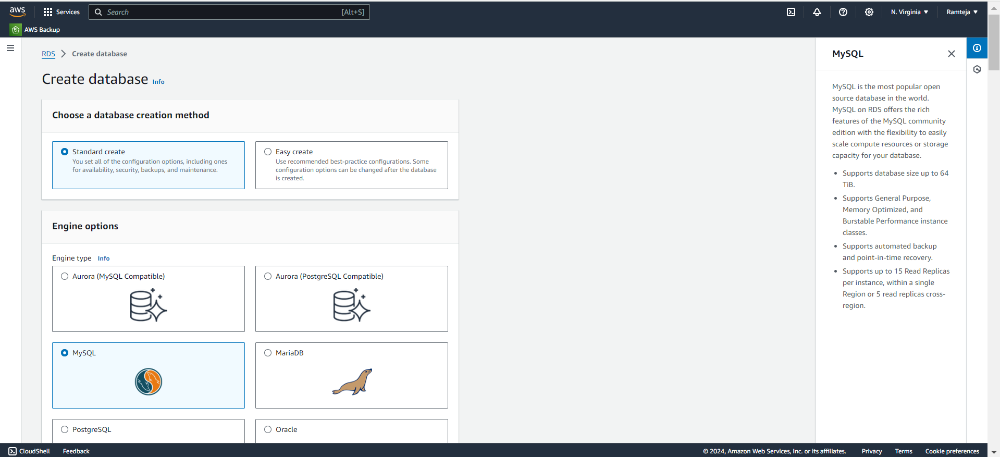 aws
Services
Search
[Alt+S]
N. Virginia
Ramteja
AWS Backup
RDS
Create database
Create database
Info
Choose a database creation method
Standard create
You set all of the configuration options, including ones
for availability, security, backups, and maintenance.
Easy create
Use recommended best-practice configurations. Some
configuration options can be changed after the database
is created.
Engine options
Engine type
Info
Aurora (MySQL Compatible)
Aurora (PostgreSQL Compatible)
MySQL
MariaDB
PostgreSQL
Oracle
MySQL
MySQL is the most popular open
source database in the world.
MySQL on RDS offers the rich
features of the MySQL community
edition with the flexibility to easily
scale compute resources or storage
capacity for your database.
Supports database size up to 64
TiB.
Supports General Purpose,
Memory Optimized, and
Burstable Performance instance
classes.
Supports automated backup
and point-in-time recovery.
Supports up to 15 Read Replicas
per instance, within a single
Region or 5 read replicas cross-
region.
CloudShell
Feedback
© 2024, Amazon Web Services, Inc. or its affiliates.
Privacy
Terms
Cookie preferences